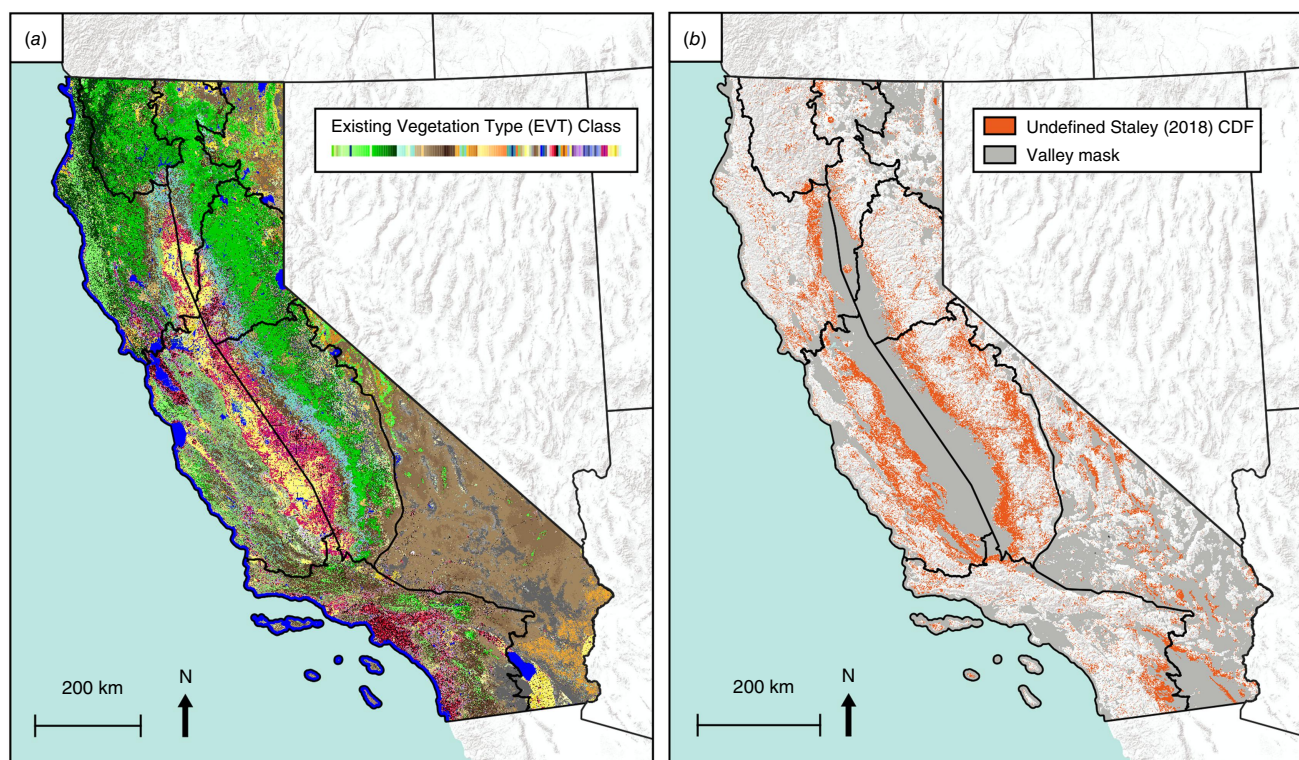 (a)
Existing Vegetation Type (EVT) Class
200 km
N
(b)
Undefined Staley (2018) CDF
Valley mask
200 km
N